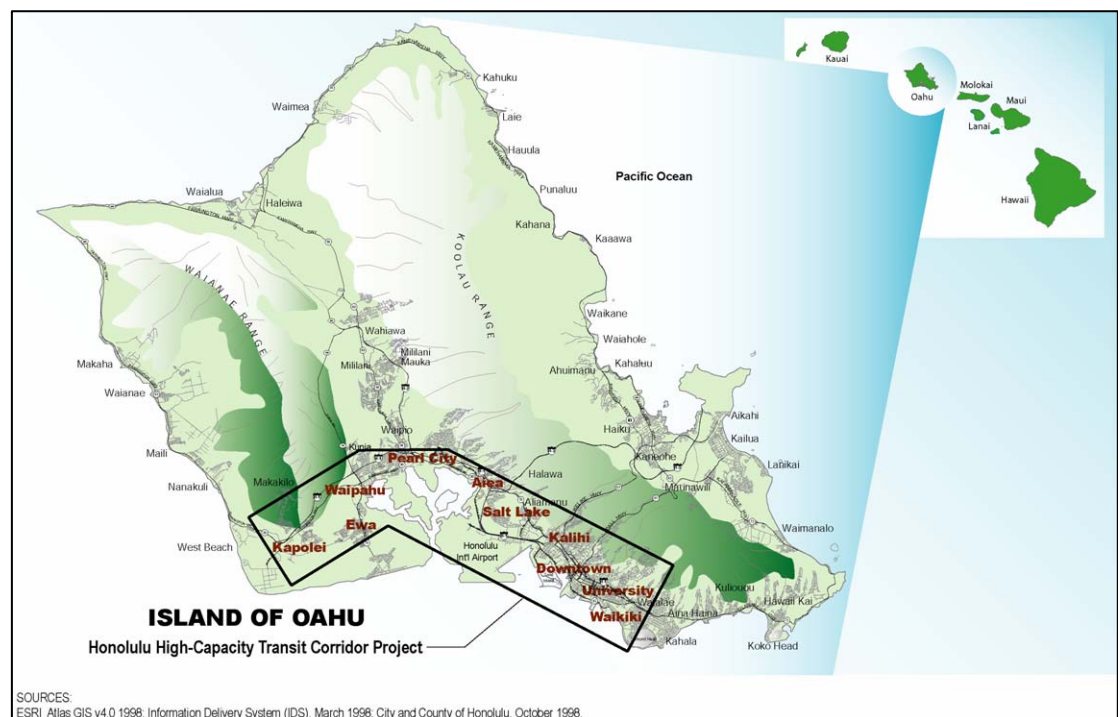 Kauai
Oahu
Molokai
Maui
Lanai
Hawaii
Pacific Ocean
Kahuku
Waimea
Laie
Hauula
Punaluu
Kahana
Kaaawa
Waialua
Haleiwa
KOOLAU RANGE
WAIANAE RANGE
Waikane
Waiahole
Wahiawa
Kahaluu
Mililani
Mauka
Mililani
Ahuimanu
Makaha
Waianae
Aikahi
Haiku
Kailua
Waipio
Kaneohe
Maili
Kunia
Lanikai
Pearl City
Halawa
Maunawili
Nanakuli
Makakilo
Waipahu
Aiea
Aliamanu
Salt Lake
Ewa
Waimanalo
West Beach
Kapolei
Honolulu
Int'l Airport
Kalihi
Downtown
University
Kuliouou
Waialae
Hawaii Kai
Aina Haina
Waikiki
Kahala
Koko Head
ISLAND OF OAHU
Honolulu High-Capacity Transit Corridor Project
SOURCES:
ESRI, Atlas GIS v4.0 1998; Information Delivery System (IDS), March 1998; City and County of Honolulu, October 1998.